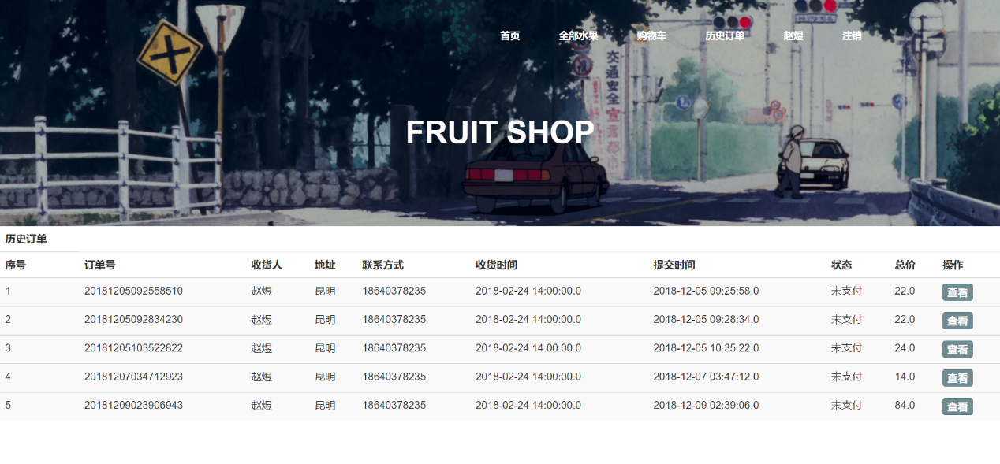 首页 全部水果 购物车 历史订单 赵煜 注销
交通安全宣言
FRUIT SHOP
历史订单
序号 订单号 收货人 地址 联系方式 收货时间 提交时间 状态 总价 操作
1 20181205092558510 赵煜 昆明 18640378235 2018-02-24 14:00:00.0 2018-12-05 09:25:58.0 未支付 22.0 查看
2 20181205092834230 赵煜 昆明 18640378235 2018-02-24 14:00:00.0 2018-12-05 09:28:34.0 未支付 22.0 查看
3 20181205103522822 赵煜 昆明 18640378235 2018-02-24 14:00:00.0 2018-12-05 10:35:22.0 未支付 24.0 查看
4 20181207034712923 赵煜 昆明 18640378235 2018-02-24 14:00:00.0 2018-12-07 03:47:12.0 未支付 14.0 查看
5 20181209023906943 赵煜 昆明 18640378235 2018-02-24 14:00:00.0 2018-12-09 02:39:06.0 未支付 84.0 查看